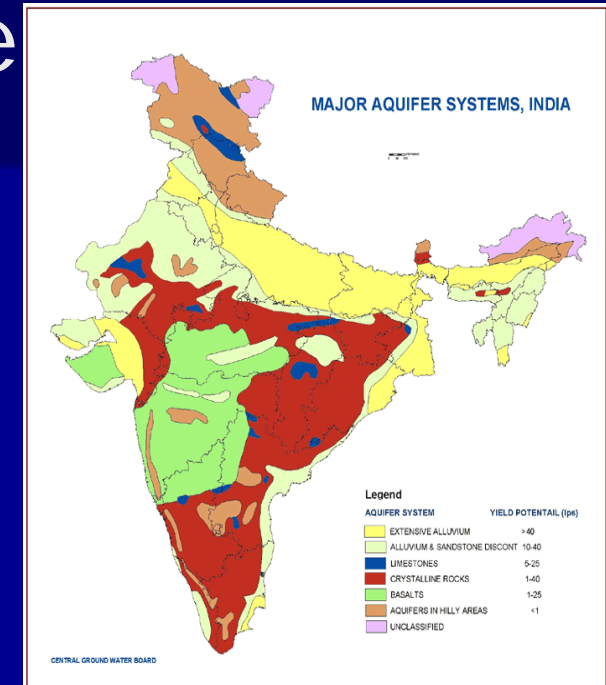 e
MAJOR AQUIFER SYSTEMS, INDIA
Legend
AQUIFER SYSTEM YIELD POTENTAIL (lps)
EXTENSIVE ALLUVIUM >40
ALLUVIUM & SANDSTONE DISCONT 10-40
LIMESTONES 5-25
CRYSTALLINE ROCKS 1-40
BASALTS 1-25
AQUIFERS IN HILLY AREAS <1
UNCLASSIFIED
CENTRAL GROUND WATER BOARD